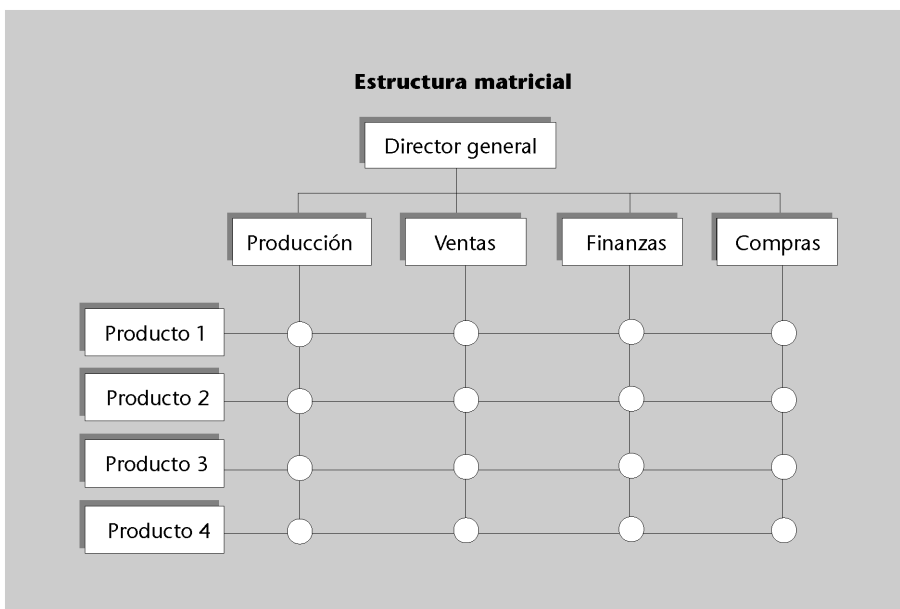 Estructura matricial
Director general
Producción
Ventas
Finanzas
Compras
Producto 1
Producto 2
Producto 3
Producto 4